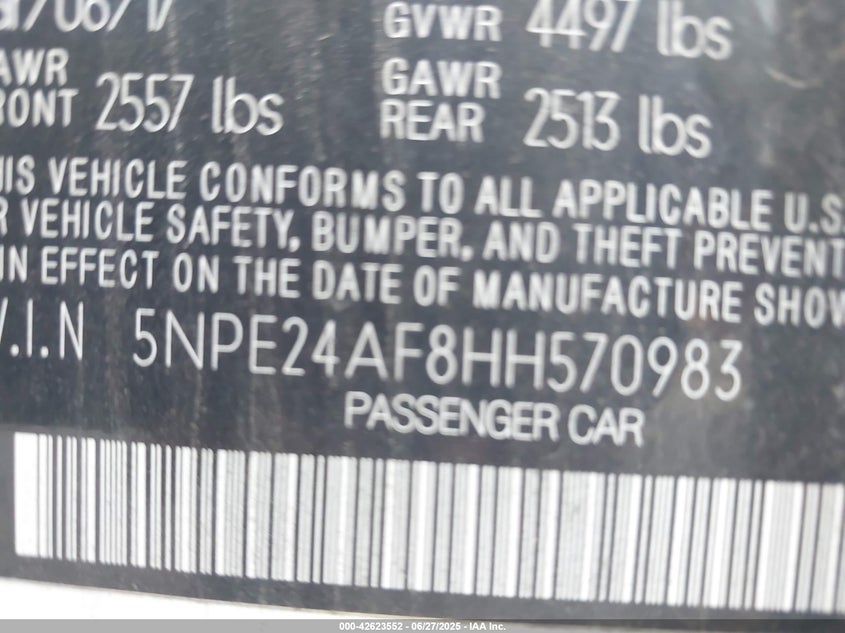 GVWR 4497 lbs
AWR GAWR
RONT 2557 lbs REAR 2513 lbs
HIS VEHICLE CONFORMS TO ALL APPLICABLE U.S.
R VEHICLE SAFETY, BUMPER, AND THEFT PREVENT
IN EFFECT ON THE DATE OF MANUFACTURE SHOW
V.I.N 5NPE24AF8HH570983
PASSENGER CAR
000-42623552 - 06/27/2025 - IAA Inc.